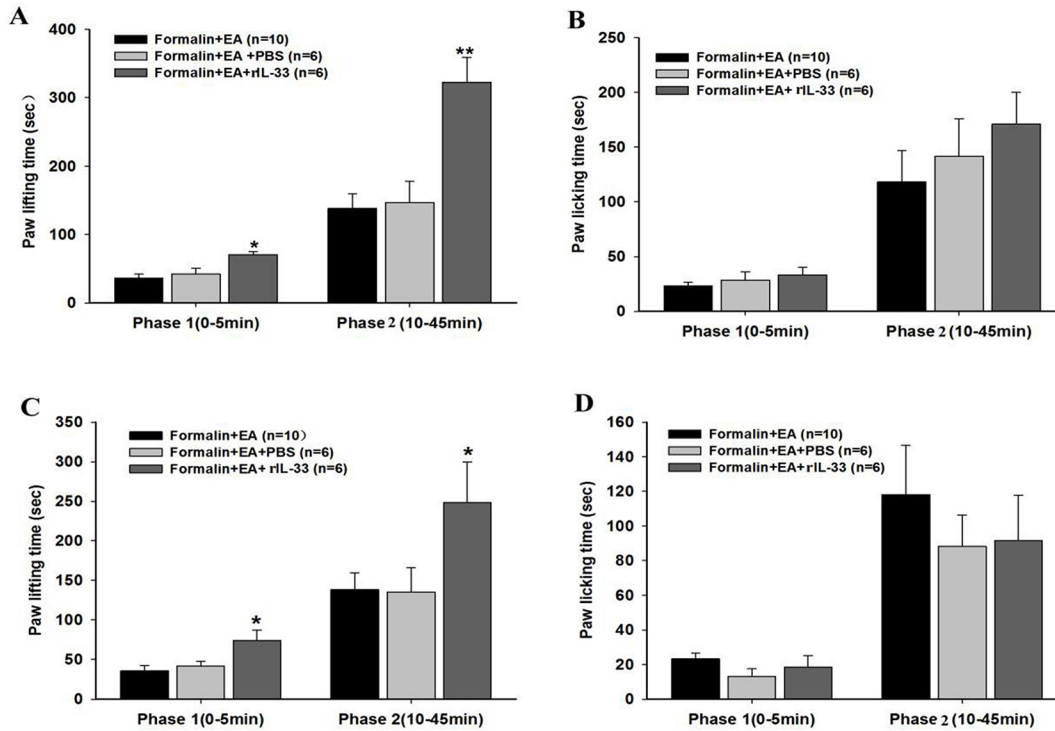 A
400
300
200
100
0
Paw lifting time (sec)
Formalin+EA (n=10)
Formalin+EA +PBS (n=6)
Formalin+EA+rIL-33 (n=6)
*
**
Phase 1(0-5min)
Phase 2 (10-45min)
B
250
200
150
100
50
0
Paw licking time (sec)
Formalin+EA (n=10)
Formalin+EA+PBS (n=6)
Formalin+EA+ rIL-33 (n=6)
Phase 1(0-5min)
Phase 2 (10-45min)
C
350
300
250
200
150
100
50
0
Paw lifting time (sec)
Formalin+EA (n=10)
Formalin+EA+PBS (n=6)
Formalin+EA+ rIL-33 (n=6)
*
*
Phase 1(0-5min)
Phase 2(10-45min)
D
160
140
120
100
80
60
40
20
0
Paw licking time (sec)
Formalin+EA (n=10)
Formalin+EA+PBS (n=6)
Formalin+EA+rIL-33 (n=6)
Phase 1(0-5min)
Phase 2 (10-45min)